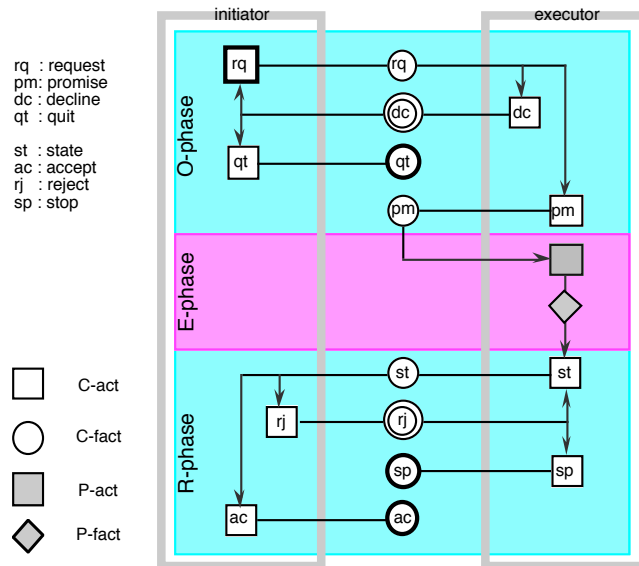 initiator
executor
rq : request
pm: promise
dc : decline
qt : quit
st : state
ac : accept
rj : reject
sp : stop
O-phase
rq
rq
dc
dc
qt
qt
pm
pm
E-phase
R-phase
st
st
rj
rj
sp
sp
ac
ac
C-act
C-fact
P-act
P-fact